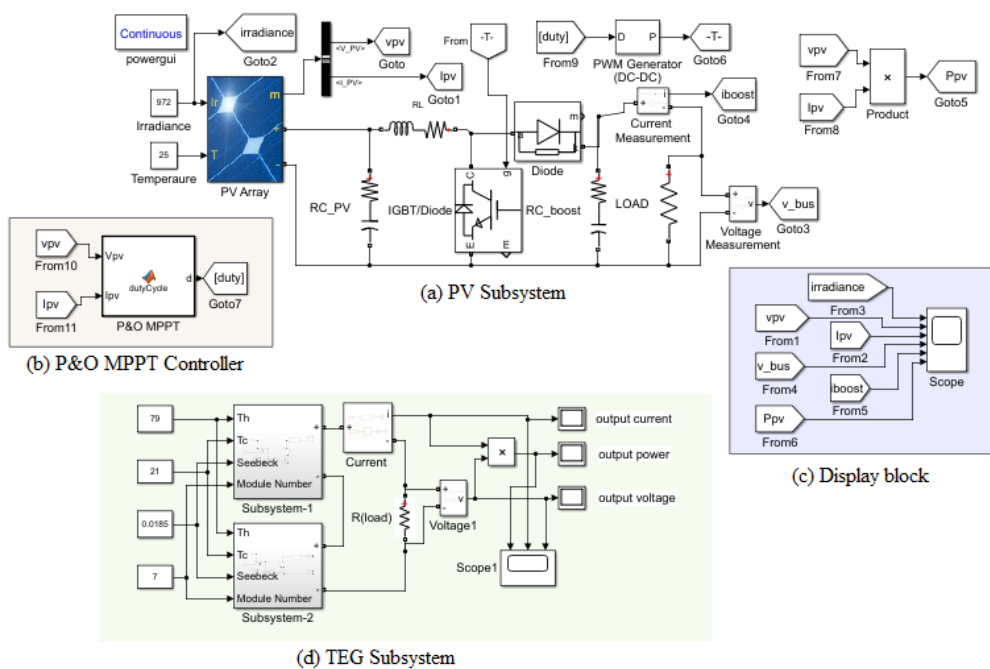 Continuous
powergui
irradiance
Goto2
<V_PV>
vpv
Goto
<I_PV>
Ipv
Goto1
From
-T-
[duty]
From9
D
P
PWM Generator
(DC-DC)
-T-
Goto6
vpv
From7
Ipv
From8
×
Product
Ppv
Goto5
972
Irradiance
25
Temperaure
Ir
T
m
+
-
PV Array
RL
RC_PV
C
g
E
m
IGBT/Diode
m
Diode
RC_boost
i
+
-
Current
Measurement
iboost
Goto4
LOAD
+
-
v
Voltage
Measurement
v_bus
Goto3
(a) PV Subsystem
vpv
From10
Ipv
From11
Vpv
Ipv
dutyCycle
d
P&O MPPT
[duty]
Goto7
(b) P&O MPPT Controller
irradiance
From3
vpv
From1
Ipv
From2
v_bus
From4
iboost
From5
Ppv
From6
Scope
(c) Display block
79
21
0.0185
7
Th
Tc
Seebeck
Module Number
+
-
Subsystem-1
Th
Tc
Seebeck
Module Number
+
-
Subsystem-2
+
i
-
Current
R(load)
+
-
v
Voltage1
×
Scope1
output current
output power
output voltage
(d) TEG Subsystem